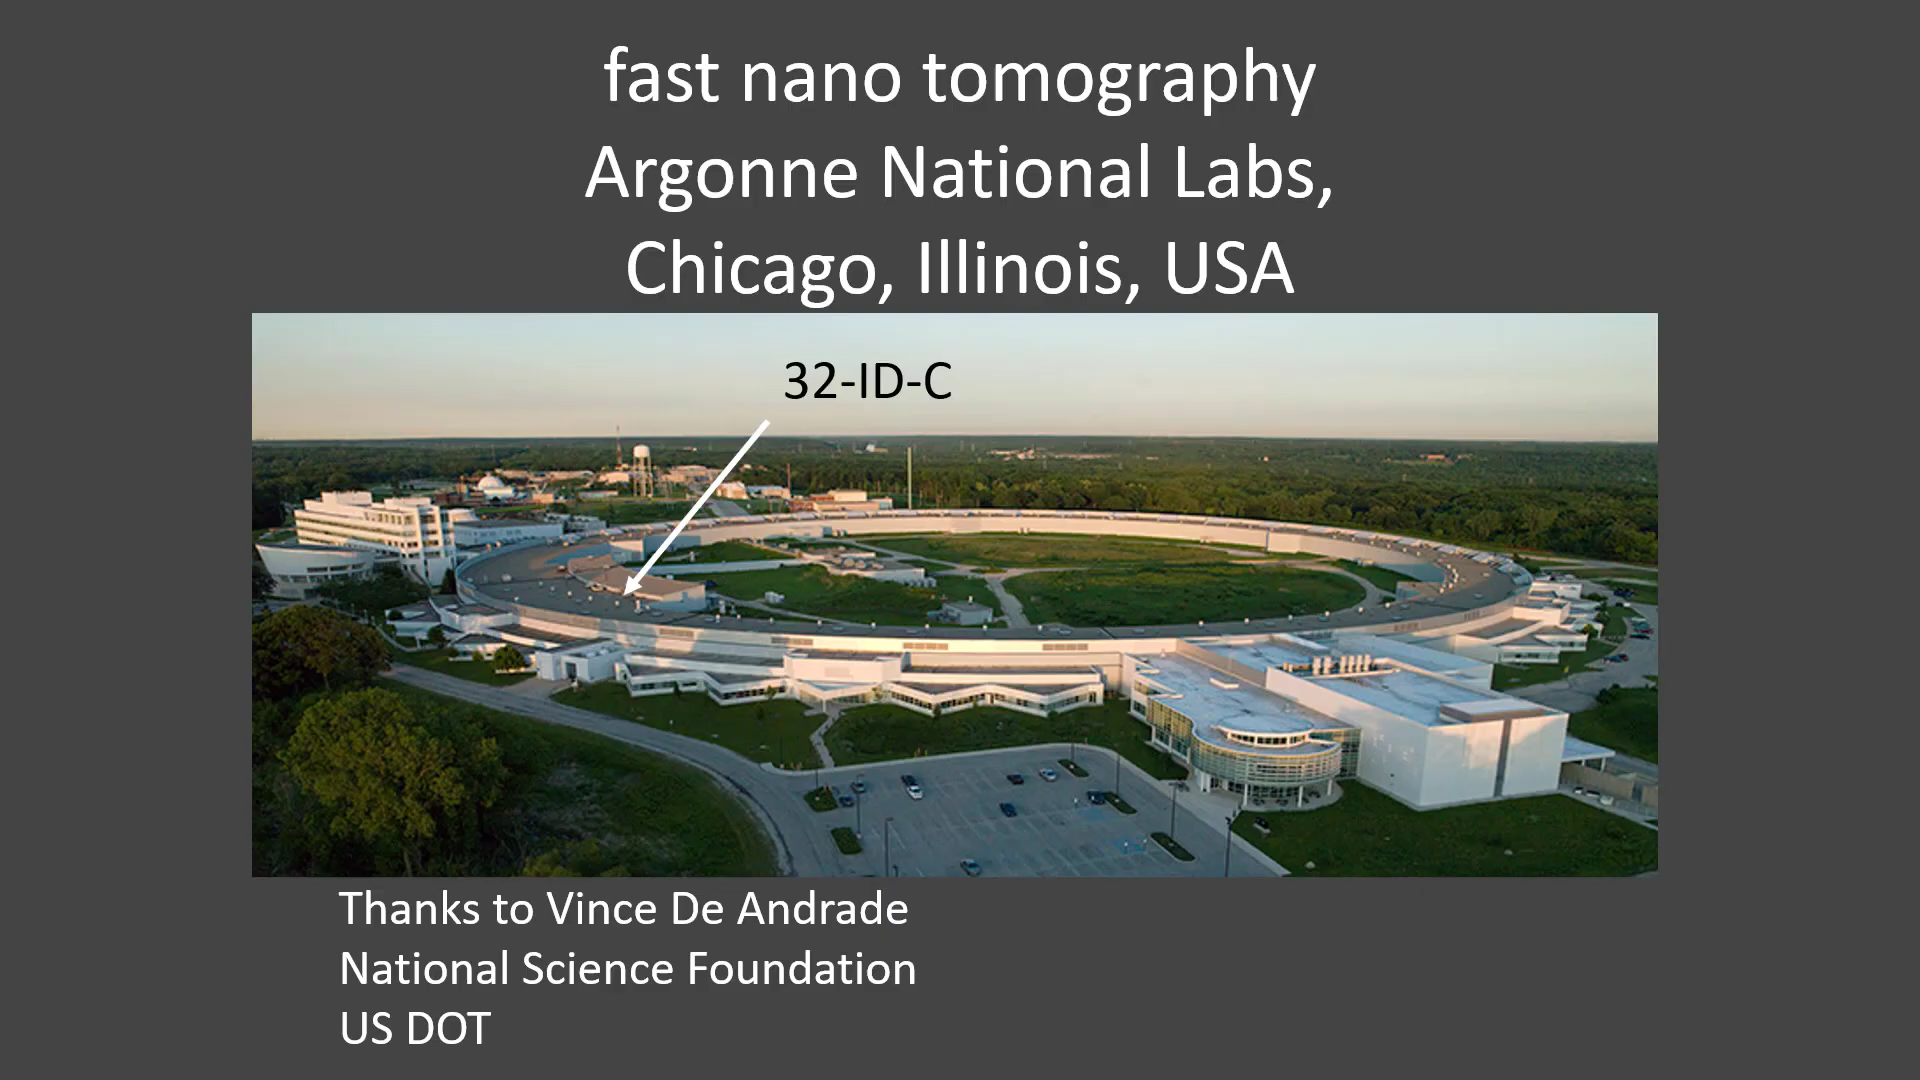 fast nano tomography
Argonne National Labs,
Chicago, Illinois, USA
32-ID-C
Thanks to Vince De Andrade
National Science Foundation
US DOT